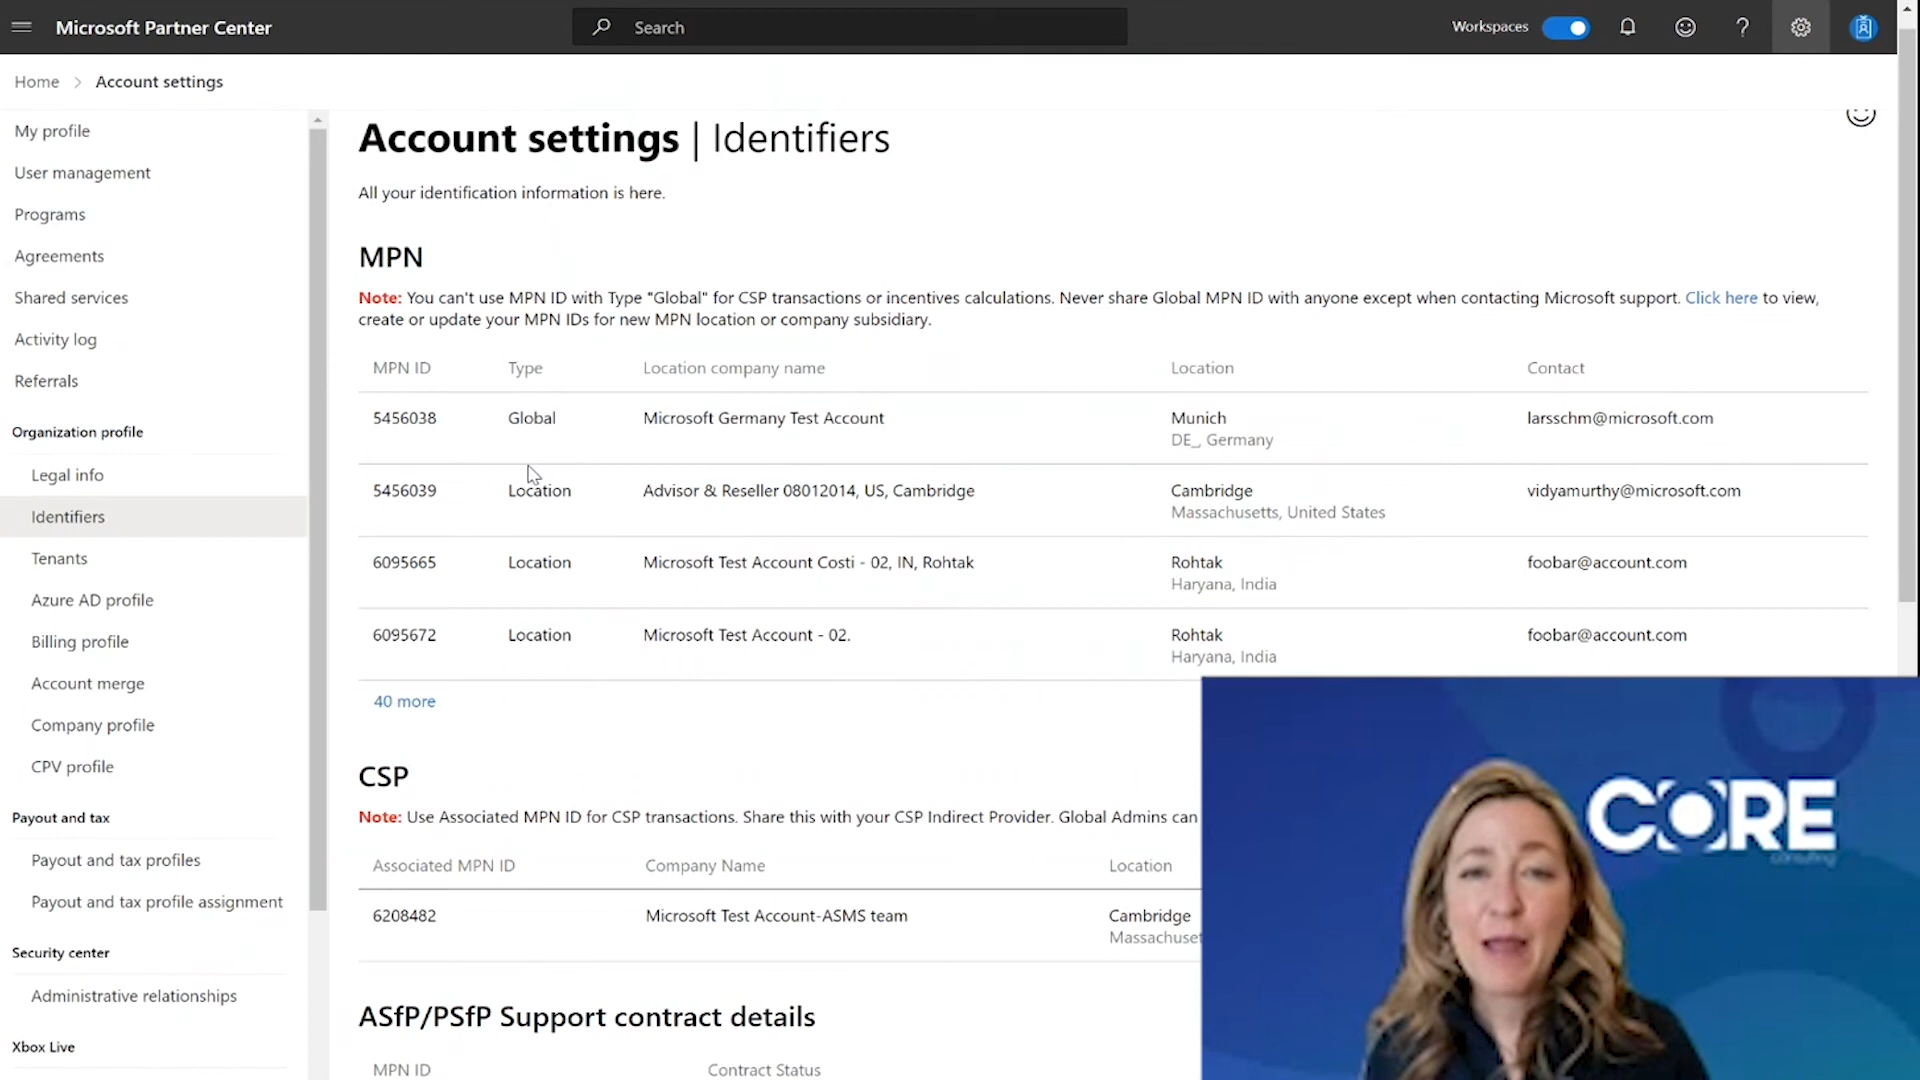 Microsoft Partner Center
Search
Workspaces
Home > Account settings
My profile
User management
Programs
Agreements
Shared services
Activity log
Referrals
Organization profile
Legal info
Identifiers
Tenants
Azure AD profile
Billing profile
Account merge
Company profile
CPV profile
Payout and tax
Payout and tax profiles
Payout and tax profile assignment
Security center
Administrative relationships
Xbox Live
Account settings | Identifiers
All your identification information is here.
MPN
Note: You can't use MPN ID with Type "Global" for CSP transactions or incentives calculations. Never share Global MPN ID with anyone except when contacting Microsoft support. Click here to view,
create or update your MPN IDs for new MPN location or company subsidiary.
MPN ID Type Location company name Location Contact
5456038 Global Microsoft Germany Test Account Munich larsschm@microsoft.com
DE_, Germany
5456039 Location Advisor & Reseller 08012014, US, Cambridge Cambridge vidyamurthy@microsoft.com
Massachusetts, United States
6095665 Location Microsoft Test Account Costi - 02, IN, Rohtak Rohtak foobar@account.com
Haryana, India
6095672 Location Microsoft Test Account - 02. Rohtak foobar@account.com
Haryana, India
40 more
CSP
Note: Use Associated MPN ID for CSP transactions. Share this with your CSP Indirect Provider. Global Admins can
Associated MPN ID Company Name Location
6208482 Microsoft Test Account-ASMS team Cambridge
Massachuset
ASfP/PSfP Support contract details
MPN ID Contract Status
CORE
consulting